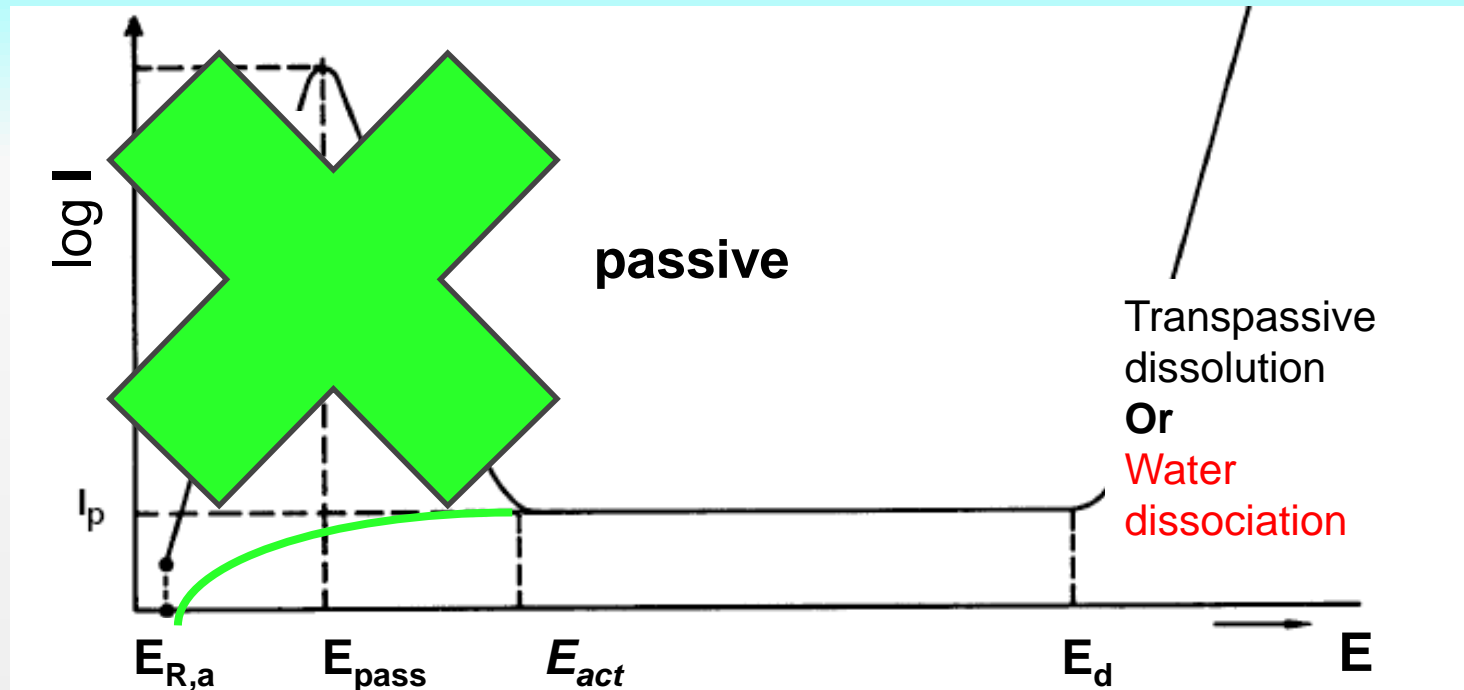 log I
passive
Transpassive
dissolution
Or
Water
dissociation
Ip
ER,a
Epass
Eact
Ed
E